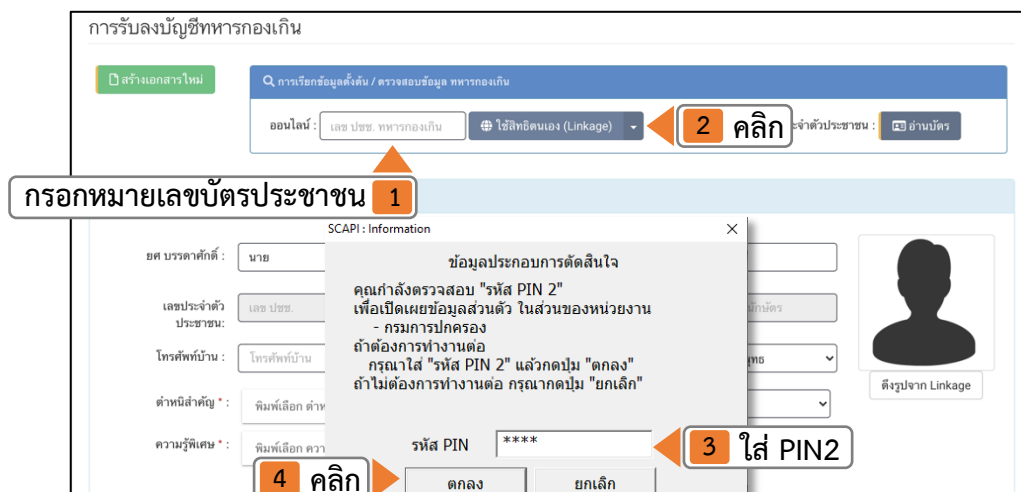 การรับลงบัญชีทหารกองเกิน
สร้างเอกสารใหม่
การเรียกข้อมูลตั้งต้น / ตรวจสอบข้อมูล ทหารกองเกิน
ออนไลน์ : เลข ปชช. ทหารกองเกิน ใช้สิทธิตนเอง (Linkage) 2 คลิก ะจำตัวประชาชน : อ่านบัตร
กรอกหมายเลขบัตรประชาชน 1
SCAPI : Information
ยศ บรรดาศักดิ์ : นาย
ข้อมูลประกอบการตัดสินใจ
คุณกำลังตรวจสอบ "รหัส PIN 2"
เพื่อเปิดเผยข้อมูลส่วนตัว ในส่วนของหน่วยงาน
- กรมการปกครอง
ถ้าต้องการทำงานต่อ
กรุณาใส่ "รหัส PIN 2" แล้วกดปุ่ม "ตกลง"
ถ้าไม่ต้องการทำงานต่อ กรุณากดปุ่ม "ยกเลิก"
เลขประจำตัว
ประชาชน: เลข ปชช.
โทรศัพท์บ้าน : โทรศัพท์บ้าน
ดึงรูปจาก Linkage
ตำหนิสำคัญ * : พิมพ์เลือก ตำห
ความรู้พิเศษ * : พิมพ์เลือก ควา
รหัส PIN **** 3 ใส่ PIN2
4 คลิก ตกลง ยกเลิก